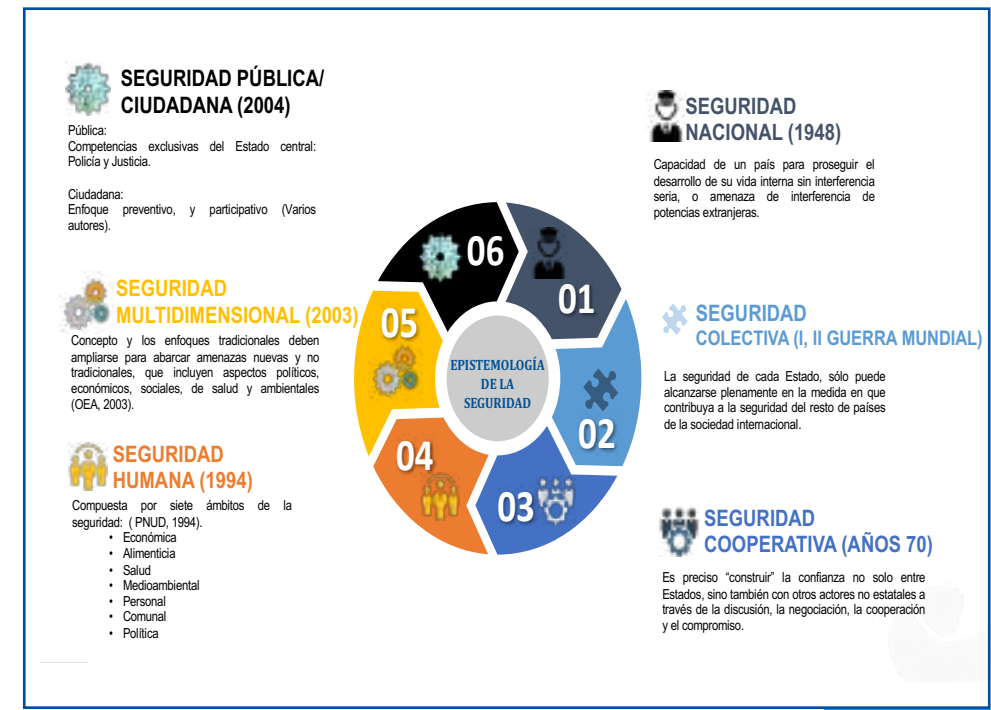 SEGURIDAD PÚBLICA/
CIUDADANA (2004)
Pública:
Competencias exclusivas del Estado central:
Policía y Justicia.
Ciudadana:
Enfoque preventivo, y participativo (Varios
autores).
SEGURIDAD
MULTIDIMENSIONAL (2003)
Concepto y los enfoques tradicionales deben
ampliarse para abarcar amenazas nuevas y no
tradicionales, que incluyen aspectos políticos,
económicos, sociales, de salud y ambientales
(OEA, 2003).
SEGURIDAD
HUMANA (1994)
Compuesta por siete ámbitos de la
seguridad: ( PNUD, 1994).
• Económica
• Alimenticia
• Salud
• Medioambiental
• Personal
• Comunal
• Política
06
01
05
02
04
03
EPISTEMOLOGÍA
DE LA
SEGURIDAD
SEGURIDAD
NACIONAL (1948)
Capacidad de un país para proseguir el
desarrollo de su vida interna sin interferencia
seria, o amenaza de interferencia de
potencias extranjeras.
SEGURIDAD
COLECTIVA (I, II GUERRA MUNDIAL)
La seguridad de cada Estado, sólo puede
alcanzarse plenamente en la medida en que
contribuya a la seguridad del resto de países
de la sociedad internacional.
SEGURIDAD
COOPERATIVA (AÑOS 70)
Es preciso “construir” la confianza no solo entre
Estados, sino también con otros actores no estatales a
través de la discusión, la negociación, la cooperación
y el compromiso.